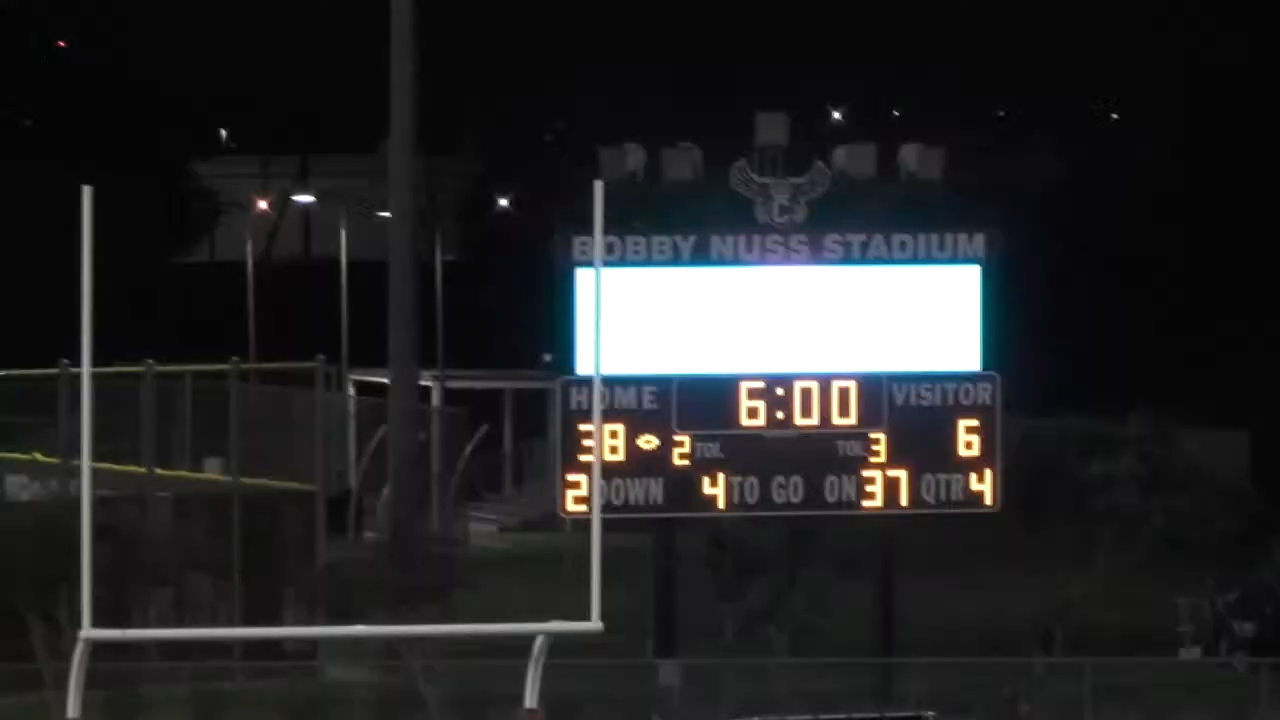 C
BOBBY NUSS STADIUM
HOME 6:00 VISITOR
38 2 TOL TOL 3 6
2 DOWN 4 TO GO ON 37 QTR 4